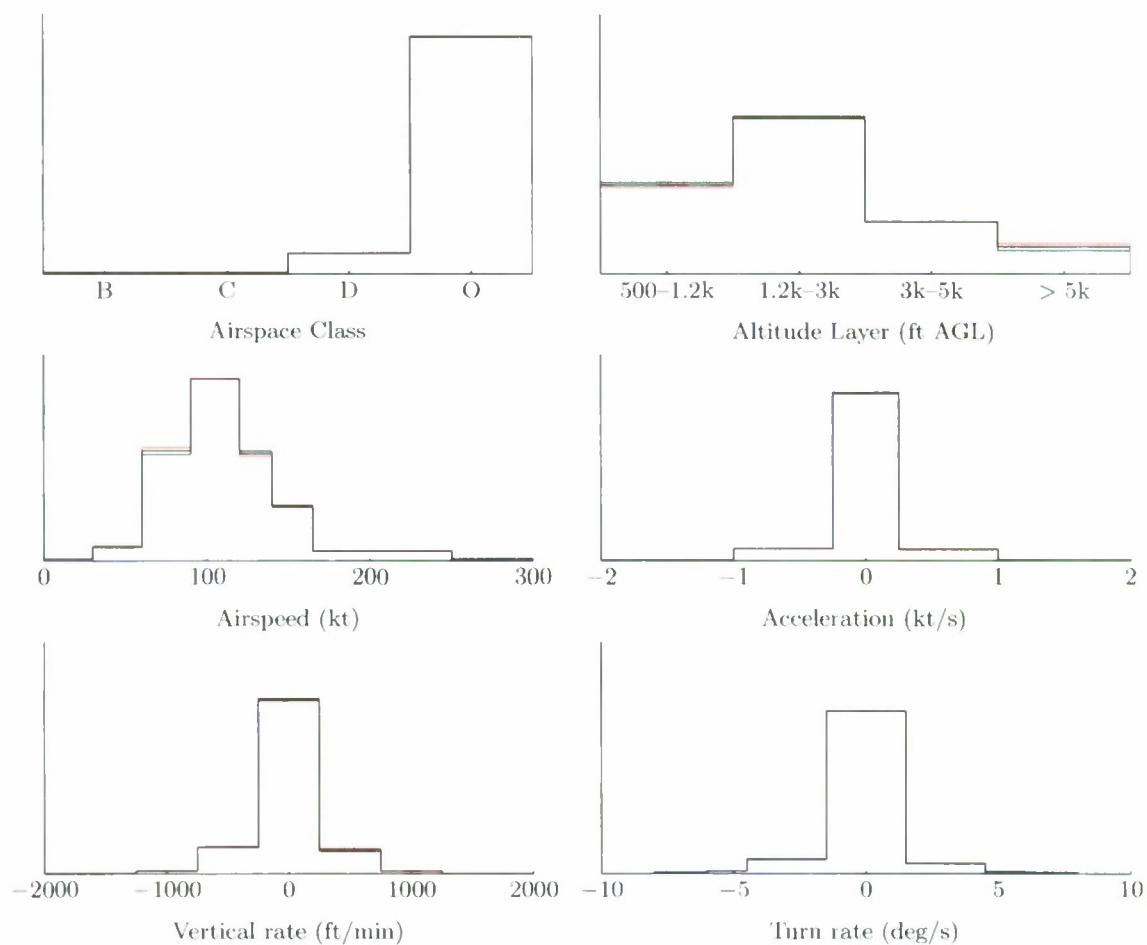 B C D O
Airspace Class
500–1.2k 1.2k–3k 3k–5k > 5k
Altitude Layer (ft AGL)
0 100 200 300
Airspeed (kt)
−2 −1 0 1 2
Acceleration (kt/s)
−2000 −1000 0 1000 2000
Vertical rate (ft/min)
−10 −5 0 5 10
Turn rate (deg/s)